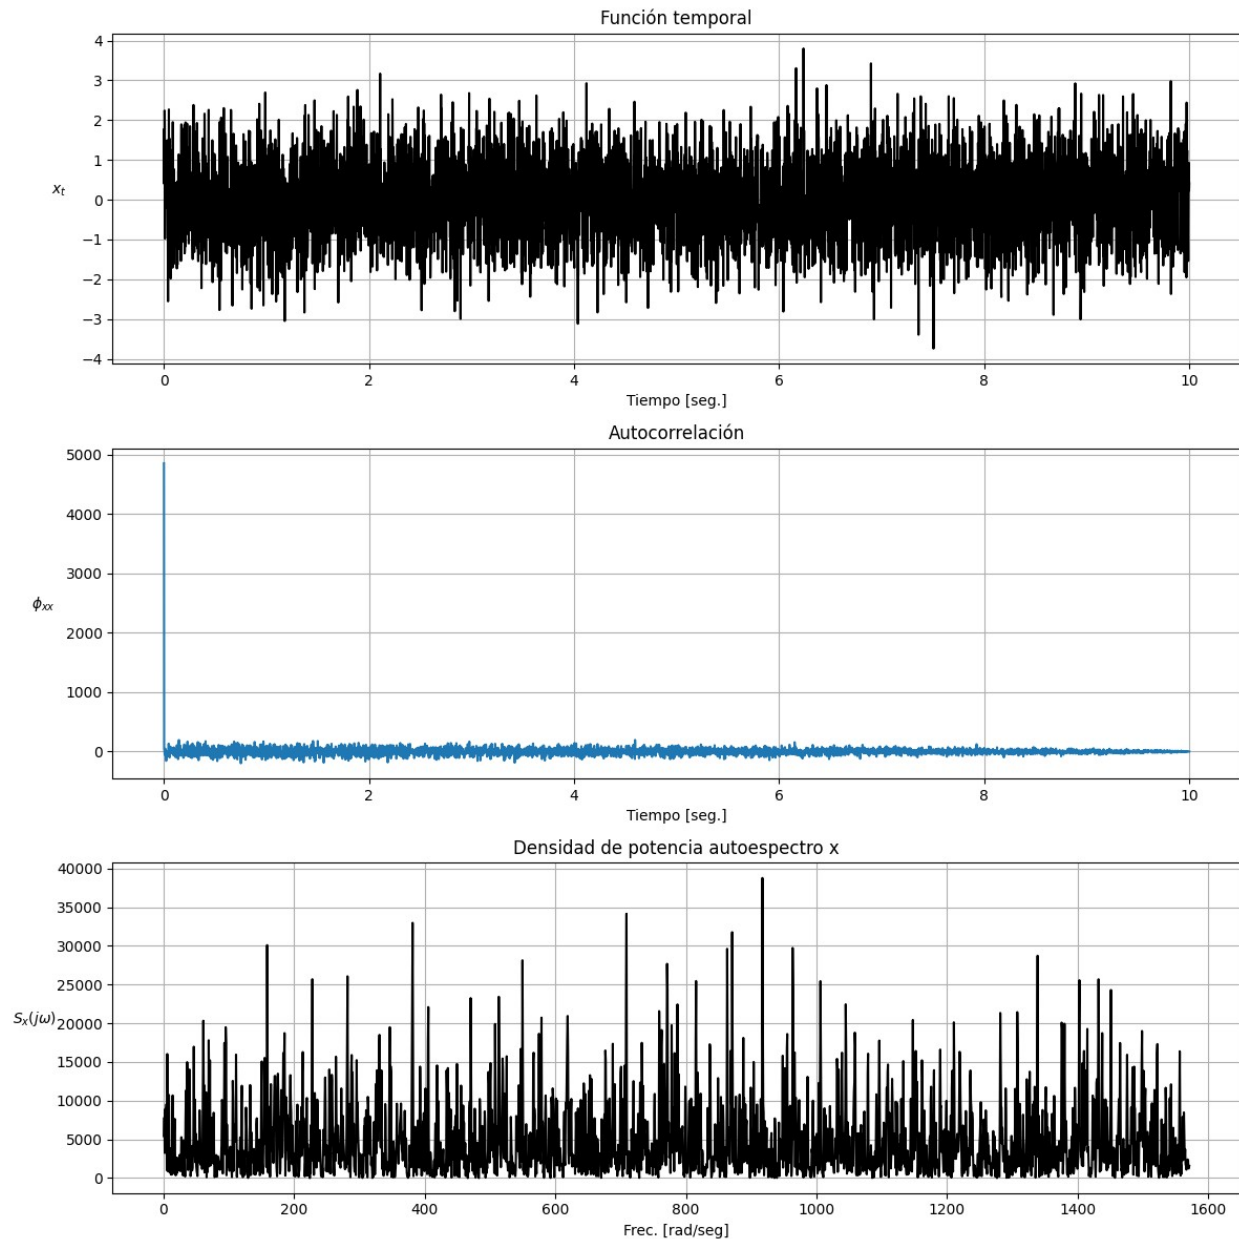 Función temporal
4
3
2
1
0
−1
−2
−3
−4
x_t
0 2 4 6 8 10
Tiempo [seg.]
Autocorrelación
5000
4000
3000
2000
1000
0
ϕ_xx
0 2 4 6 8 10
Tiempo [seg.]
Densidad de potencia autoespectro x
40000
35000
30000
25000
20000
15000
10000
5000
0
S_x(jω)
0 200 400 600 800 1000 1200 1400 1600
Frec. [rad/seg]